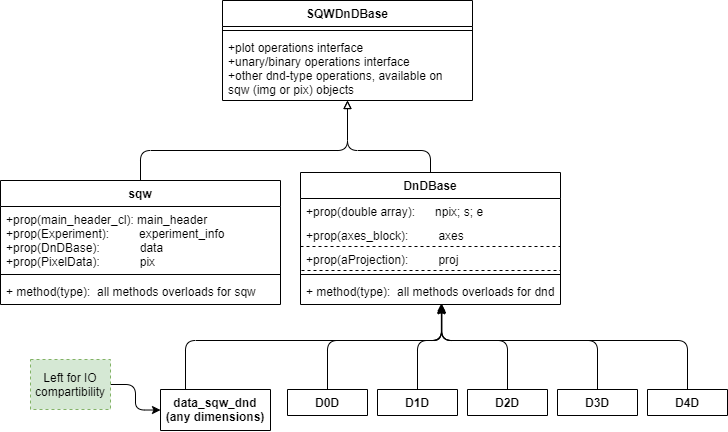 SQWDnDBase
+plot operations interface
+unary/binary operations interface
+other dnd-type operations, available on
sqw (img or pix) objects
sqw
+prop(main_header_cl): main_header
+prop(Experiment): experiment_info
+prop(DnDBase): data
+prop(PixelData): pix
+ method(type): all methods overloads for sqw
DnDBase
+prop(double array): npix; s; e
+prop(axes_block): axes
+prop(aProjection): proj
+ method(type): all methods overloads for dnd
Left for IO
compartibility
data_sqw_dnd
(any dimensions)
D0D
D1D
D2D
D3D
D4D